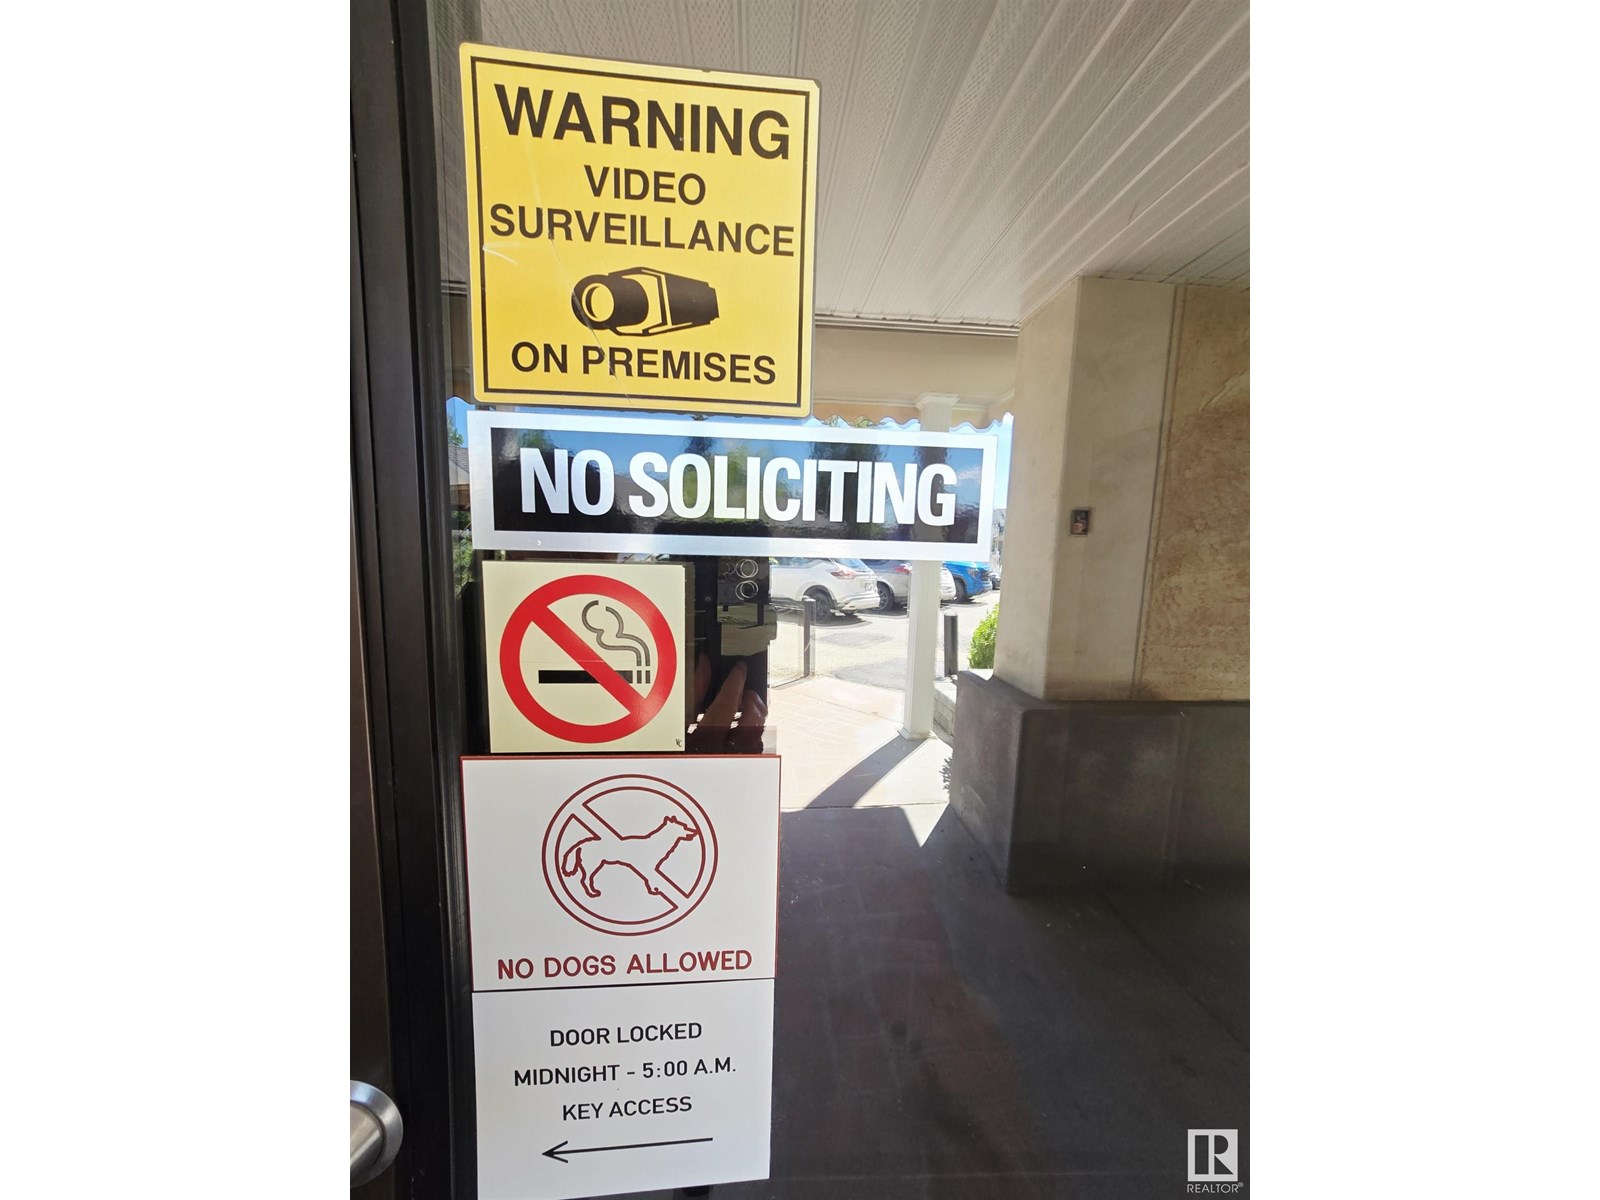 WARNING
VIDEO
SURVEILLANCE
ON PREMISES
NO SOLICITING
NO DOGS ALLOWED
DOOR LOCKED
MIDNIGHT - 5:00 A.M.
KEY ACCESS
REALTOR®